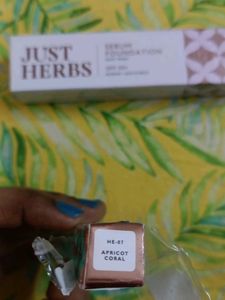 JUST
HERBS
SERUM
FOUNDATION
HE-07
APRICOT
CORAL